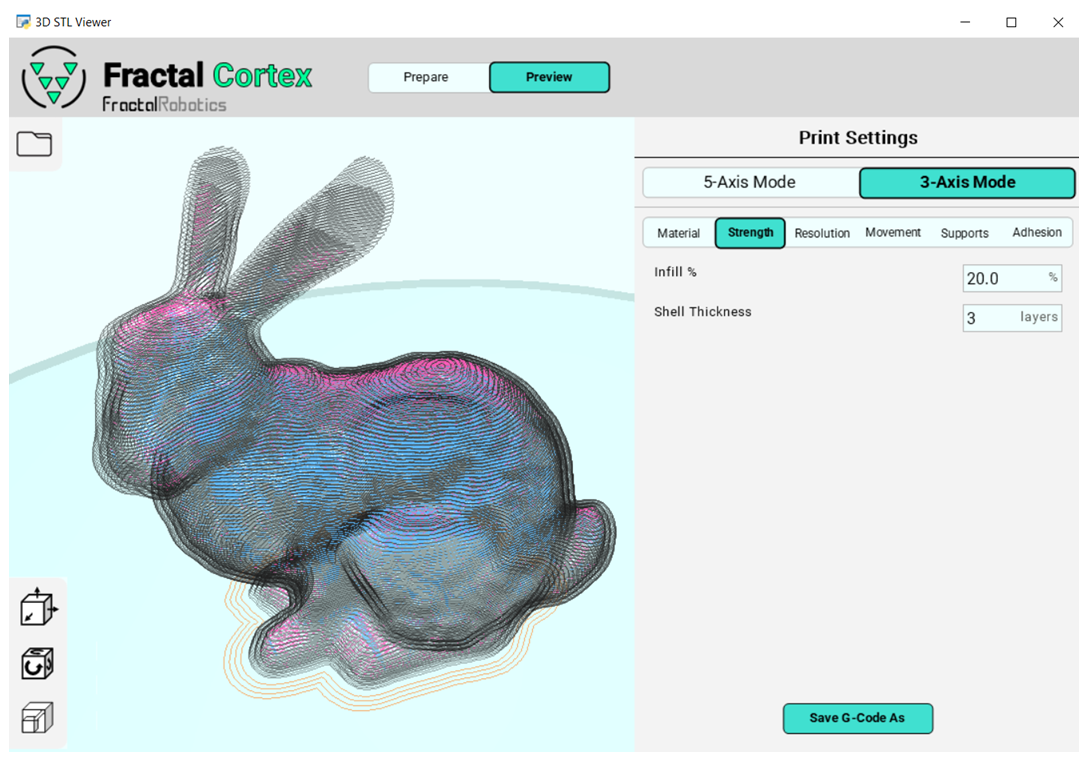 3D STL Viewer
Fractal Cortex
FractalRobotics
Prepare
Preview
Print Settings
5-Axis Mode
3-Axis Mode
Material
Strength
Resolution
Movement
Supports
Adhesion
Infill %
20.0 %
Shell Thickness
3 layers
Save G-Code As